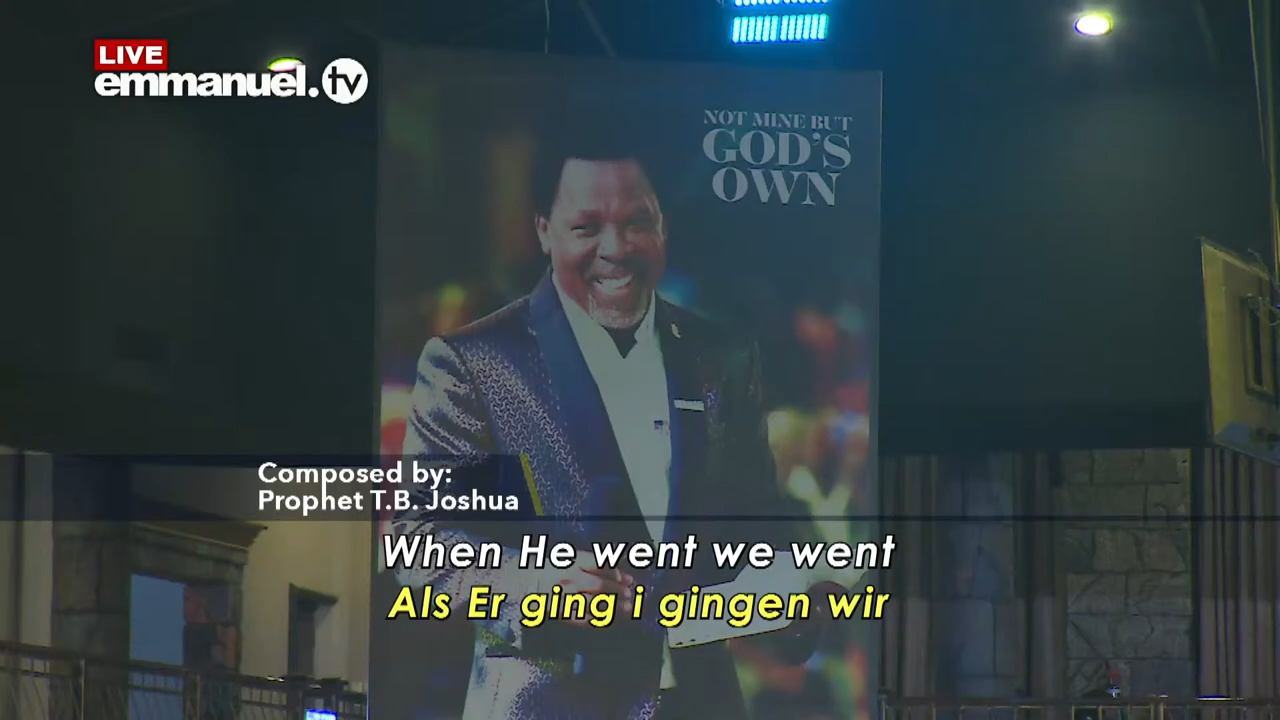 LIVE
emmanuel.tv
NOT MINE BUT
GOD'S
OWN
Composed by:
Prophet T.B. Joshua
When He went we went
Als Er ging i gingen wir